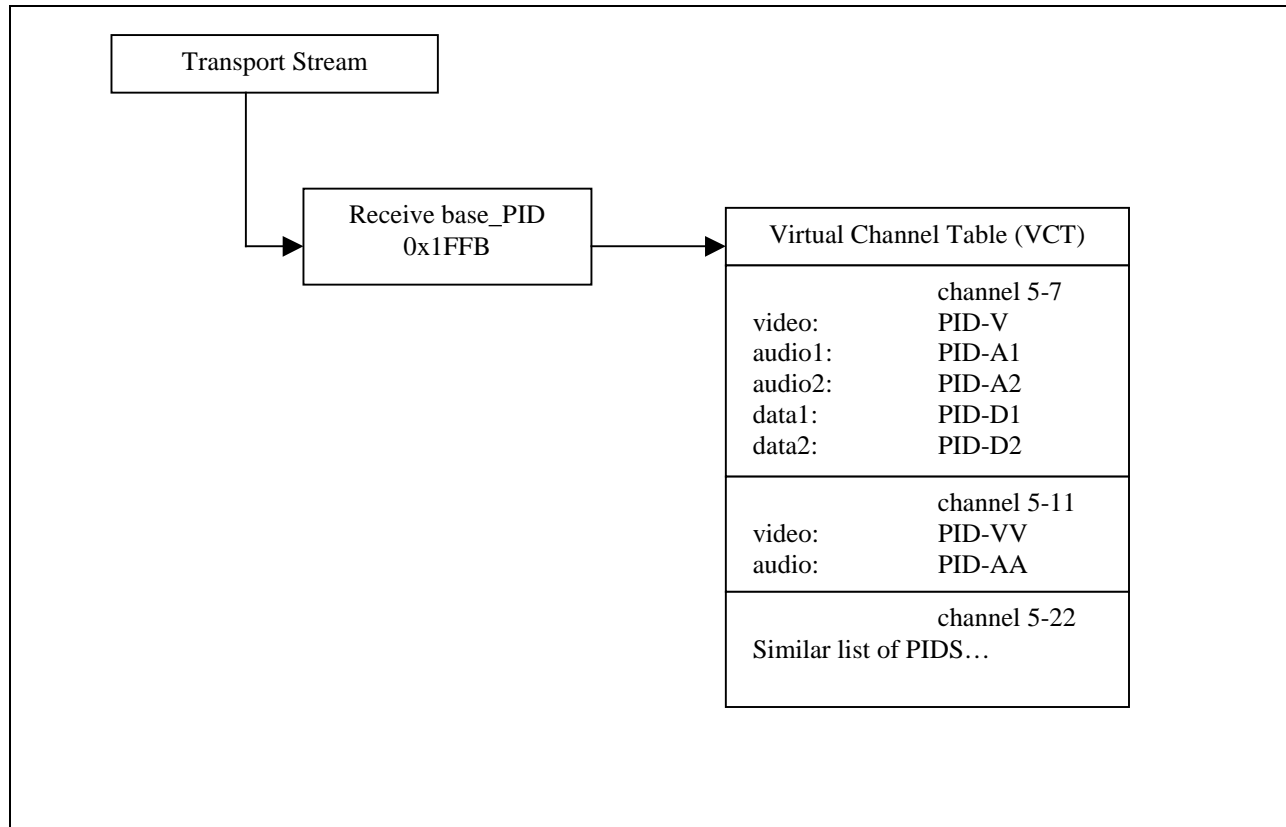 Transport Stream
Receive base_PID
0x1FFB
Virtual Channel Table (VCT)
channel 5-7
video: PID-V
audio1: PID-A1
audio2: PID-A2
data1: PID-D1
data2: PID-D2
channel 5-11
video: PID-VV
audio: PID-AA
channel 5-22
Similar list of PIDS…